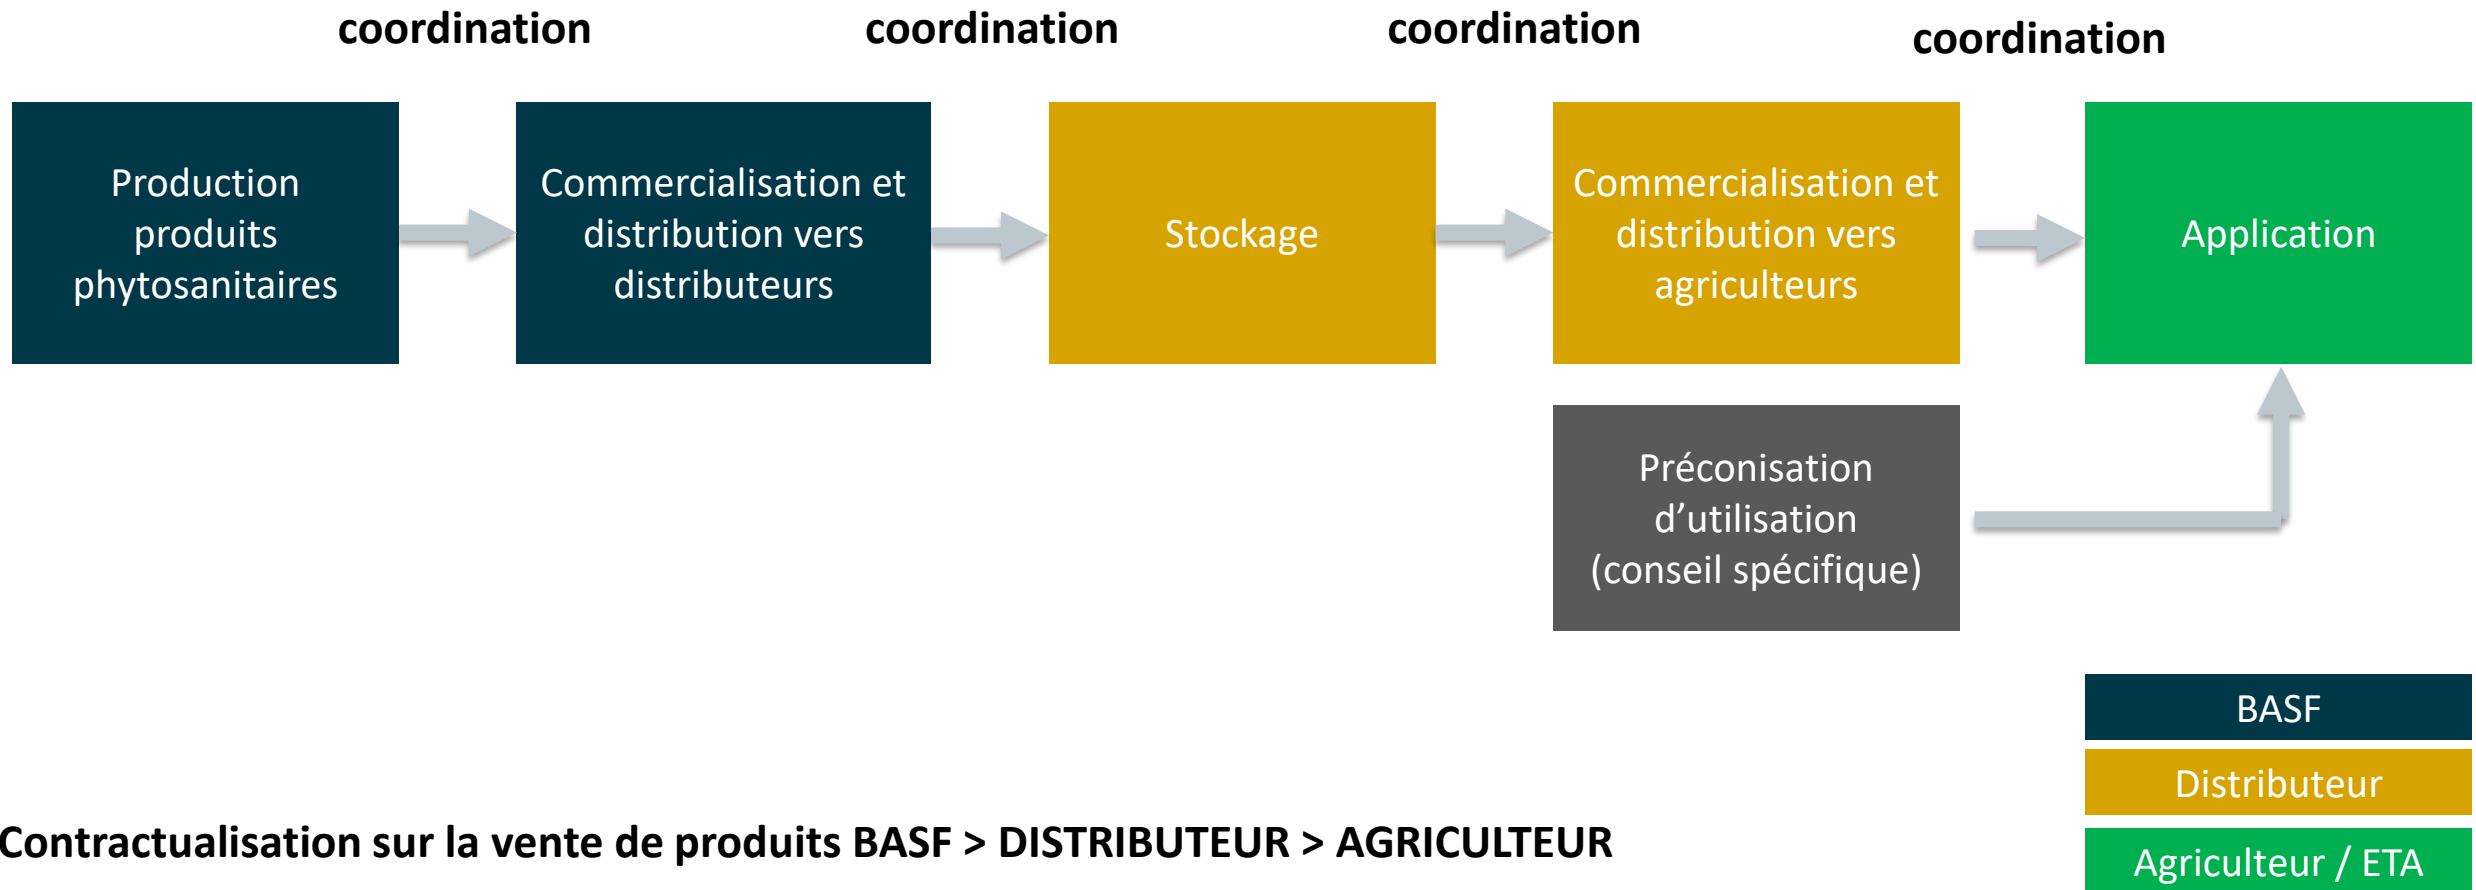 coordination
coordination
coordination
coordination
Production
produits
phytosanitaires
Commercialisation et
distribution vers
distributeurs
Stockage
Commercialisation et
distribution vers
agriculteurs
Application
Préconisation
d’utilisation
(conseil spécifique)
BASF
Distributeur
Agriculteur / ETA
Contractualisation sur la vente de produits BASF > DISTRIBUTEUR > AGRICULTEUR